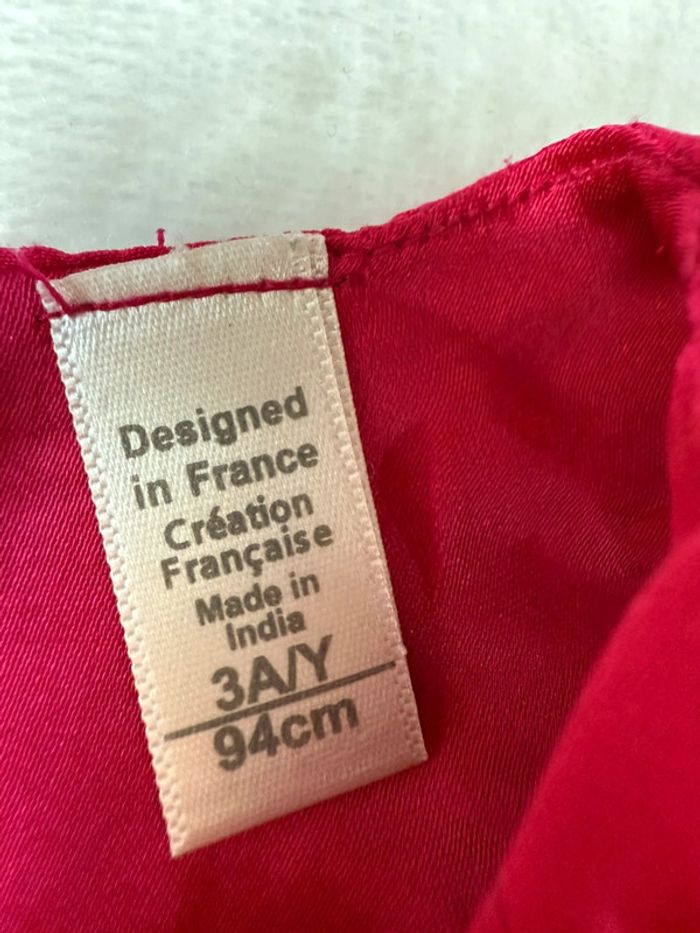 Designed
in France
Création
Française
Made in
India
3A/Y
94cm